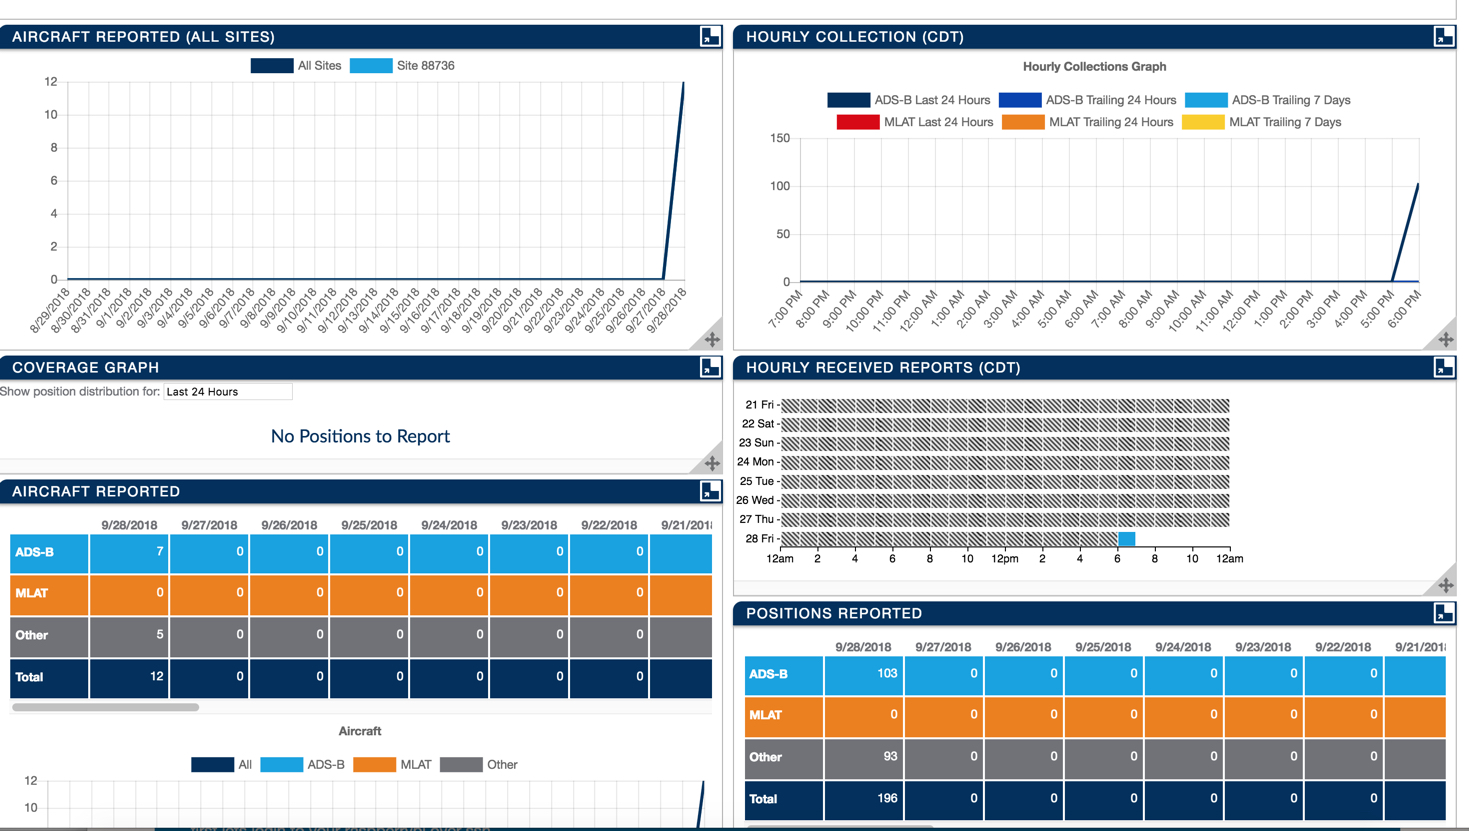 AIRCRAFT REPORTED (ALL SITES)
All Sites Site 88736
12
10
8
6
4
2
0
8/29/2018 8/30/2018 8/31/2018 9/1/2018 9/2/2018 9/3/2018 9/4/2018 9/5/2018 9/6/2018 9/7/2018 9/8/2018 9/9/2018 9/10/2018 9/11/2018 9/12/2018 9/13/2018 9/14/2018 9/15/2018 9/16/2018 9/17/2018 9/18/2018 9/19/2018 9/20/2018 9/21/2018 9/22/2018 9/23/2018 9/24/2018 9/25/2018 9/26/2018 9/27/2018 9/28/2018
HOURLY COLLECTION (CDT)
Hourly Collections Graph
ADS-B Last 24 Hours ADS-B Trailing 24 Hours ADS-B Trailing 7 Days
MLAT Last 24 Hours MLAT Trailing 24 Hours MLAT Trailing 7 Days
150
100
50
0
7:00 PM 8:00 PM 9:00 PM 10:00 PM 11:00 PM 12:00 AM 1:00 AM 2:00 AM 3:00 AM 4:00 AM 5:00 AM 6:00 AM 7:00 AM 8:00 AM 9:00 AM 10:00 AM 11:00 AM 12:00 PM 1:00 PM 2:00 PM 3:00 PM 4:00 PM 5:00 PM 6:00 PM
COVERAGE GRAPH
Show position distribution for: Last 24 Hours
No Positions to Report
HOURLY RECEIVED REPORTS (CDT)
21 Fri
22 Sat
23 Sun
24 Mon
25 Tue
26 Wed
27 Thu
28 Fri
12am 2 4 6 8 10 12pm 2 4 6 8 10 12am
AIRCRAFT REPORTED
9/28/2018 9/27/2018 9/26/2018 9/25/2018 9/24/2018 9/23/2018 9/22/2018 9/21/201
ADS-B 7 0 0 0 0 0 0
MLAT 0 0 0 0 0 0 0
Other 5 0 0 0 0 0 0
Total 12 0 0 0 0 0 0
Aircraft
All ADS-B MLAT Other
12
10
POSITIONS REPORTED
9/28/2018 9/27/2018 9/26/2018 9/25/2018 9/24/2018 9/23/2018 9/22/2018 9/21/201
ADS-B 103 0 0 0 0 0 0
MLAT 0 0 0 0 0 0 0
Other 93 0 0 0 0 0 0
Total 196 0 0 0 0 0 0